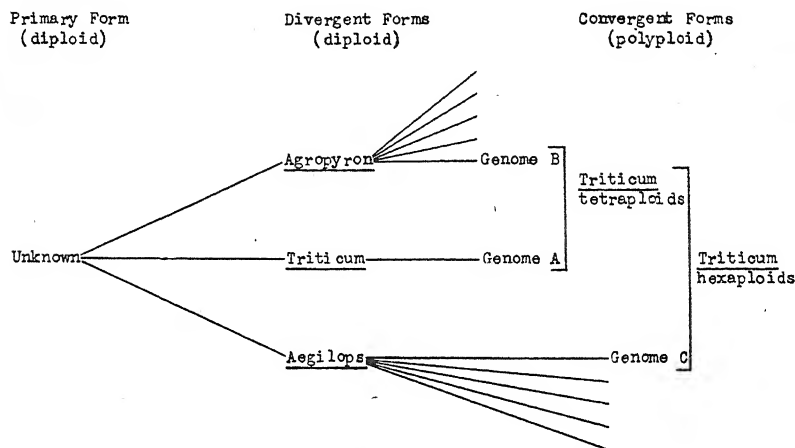 Primary Form
(diploid)
Divergent Forms
(diploid)
Convergent Forms
(polyploid)
Agropyron
Genome B
Triticum
tetraploids
Unknown
Triticum
Genome A
Triticum
hexaploids
Aegilops
Genome C